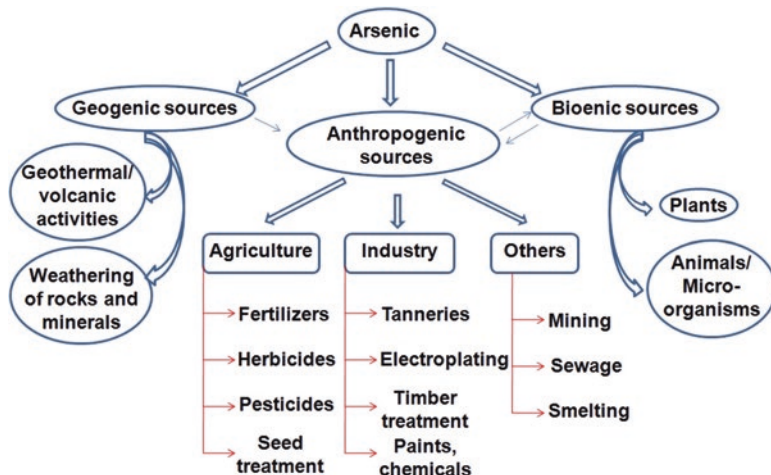 Arsenic
Geogenic sources
Anthropogenic
sources
Bioenic sources
Geothermal/
volcanic
activities
Weathering
of rocks and
minerals
Plants
Animals/
Micro-
organisms
Agriculture
Fertilizers
Herbicides
Pesticides
Seed
treatment
Industry
Tanneries
Electroplating
Timber
treatment
Paints,
chemicals
Others
Mining
Sewage
Smelting